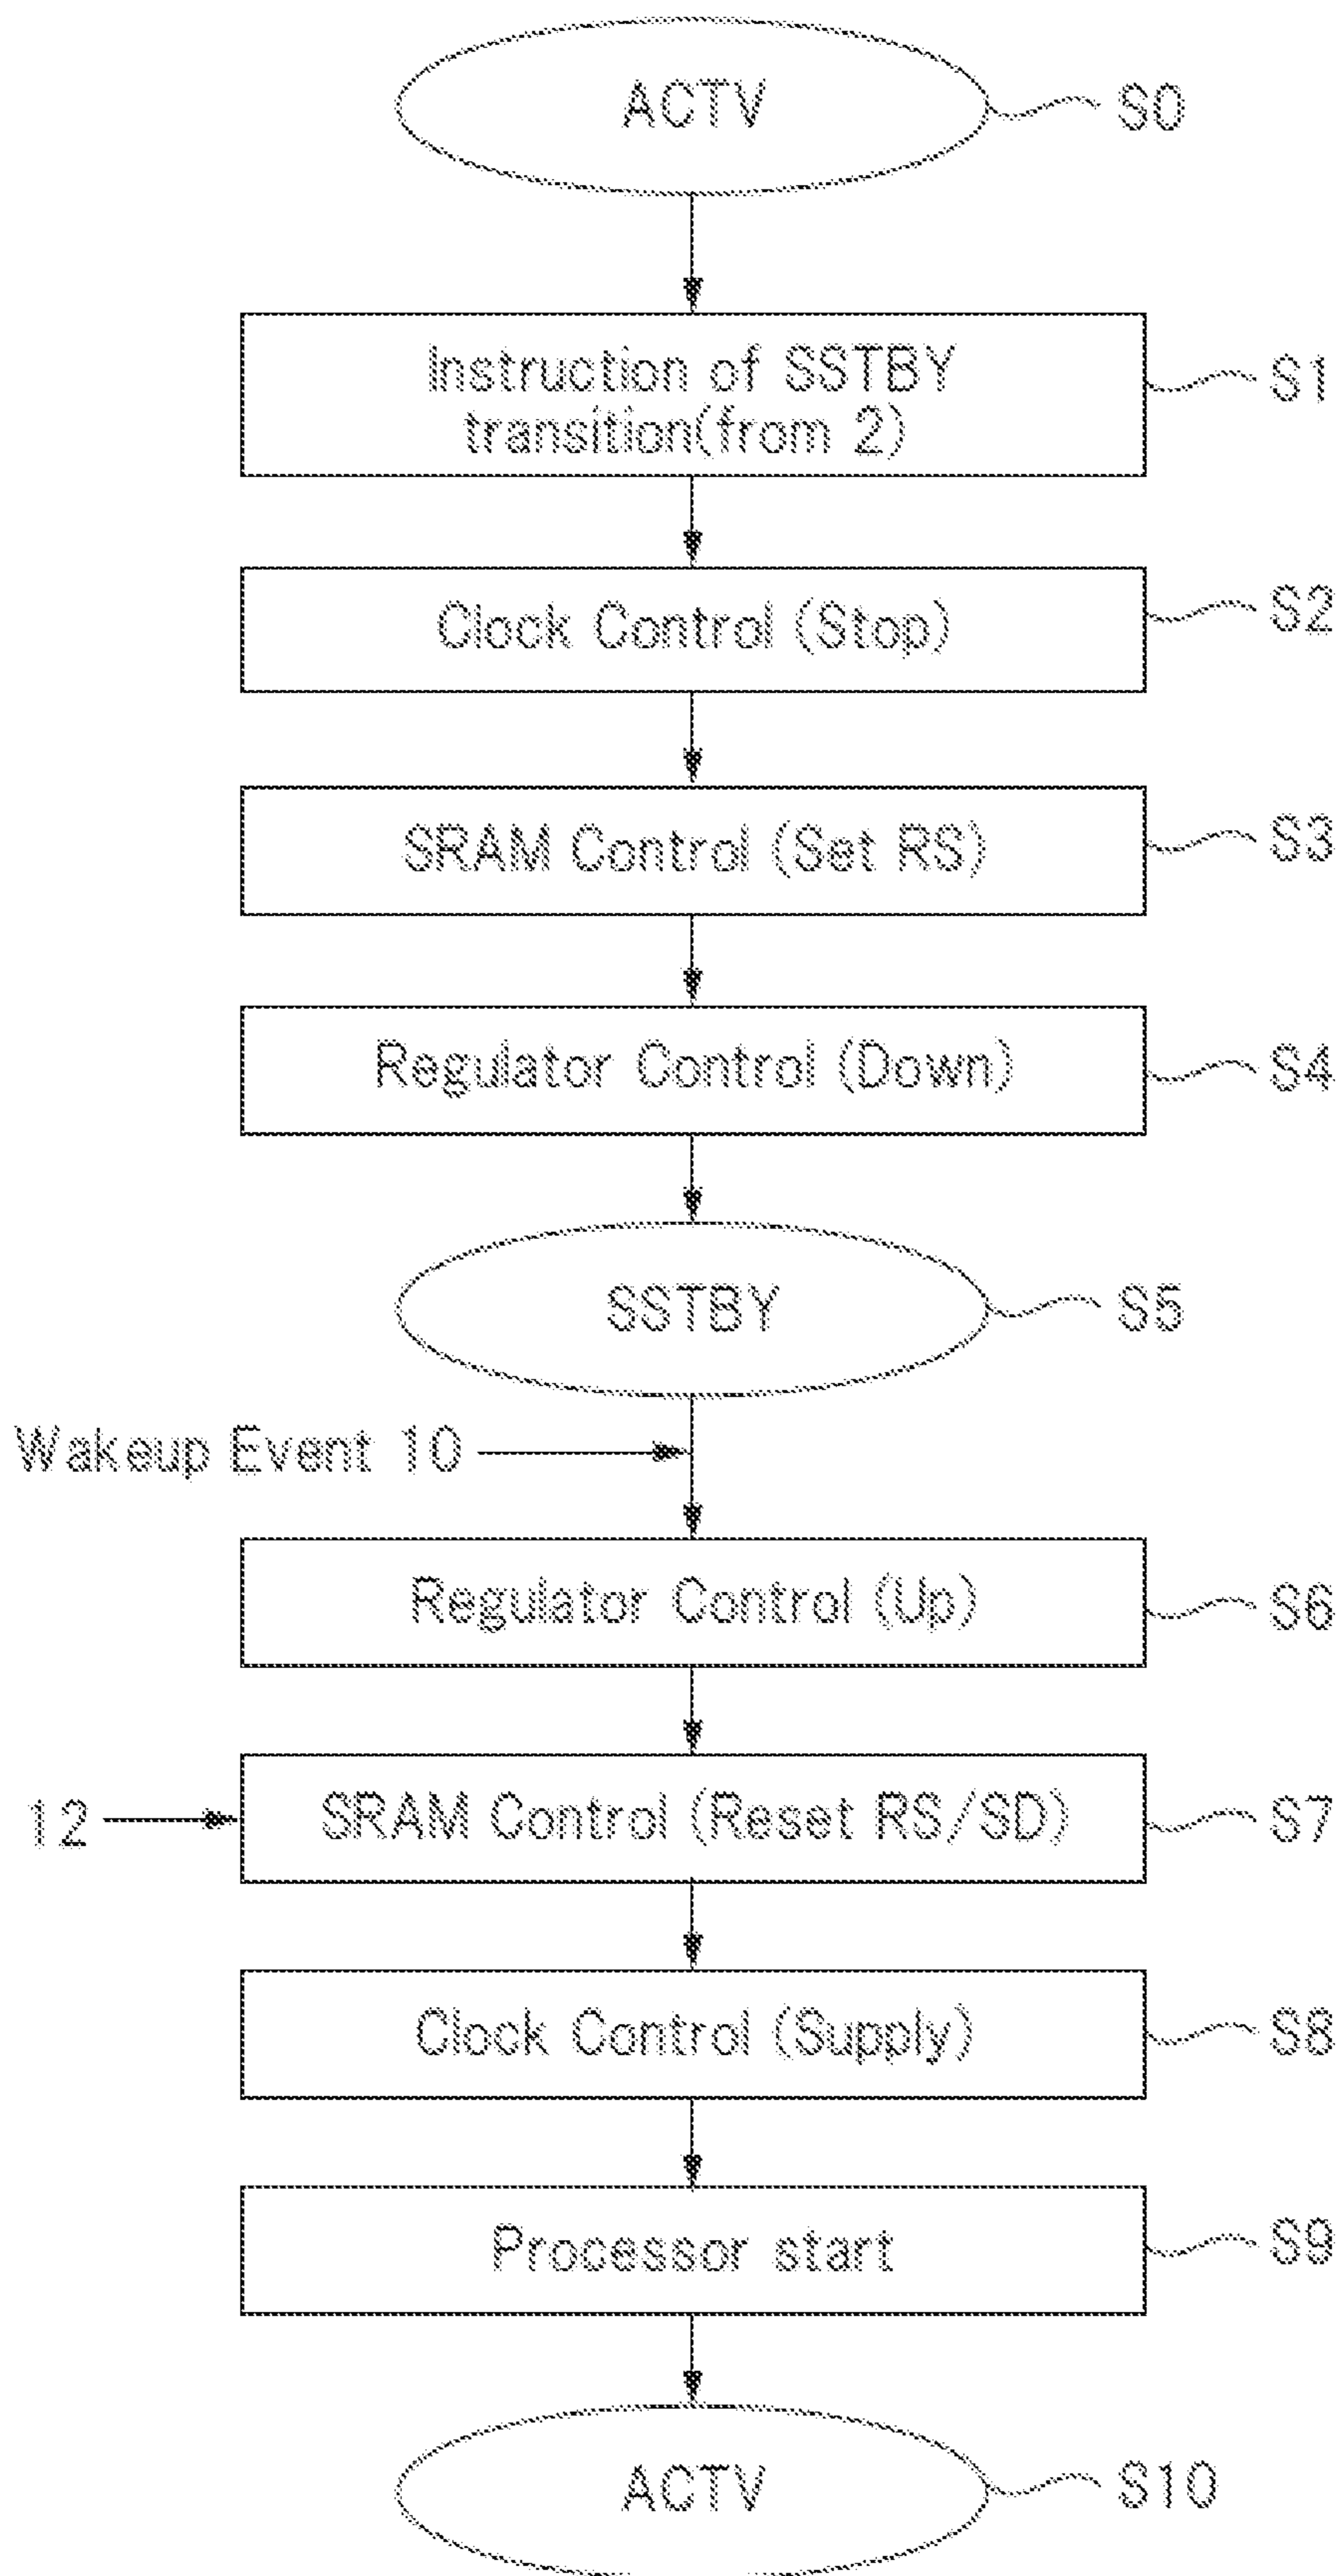 ACTV
S0
Instruction of SSTBY
transition(from 2)
S1
Clock Control (Stop)
S2
SRAM Control (Set RS)
S3
Regulator Control (Down)
S4
SSTBY
S5
Wakeup Event 10
Regulator Control (Up)
S6
12
SRAM Control (Reset RS/SD)
S7
Clock Control (Supply)
S8
Processor start
S9
ACTV
S10